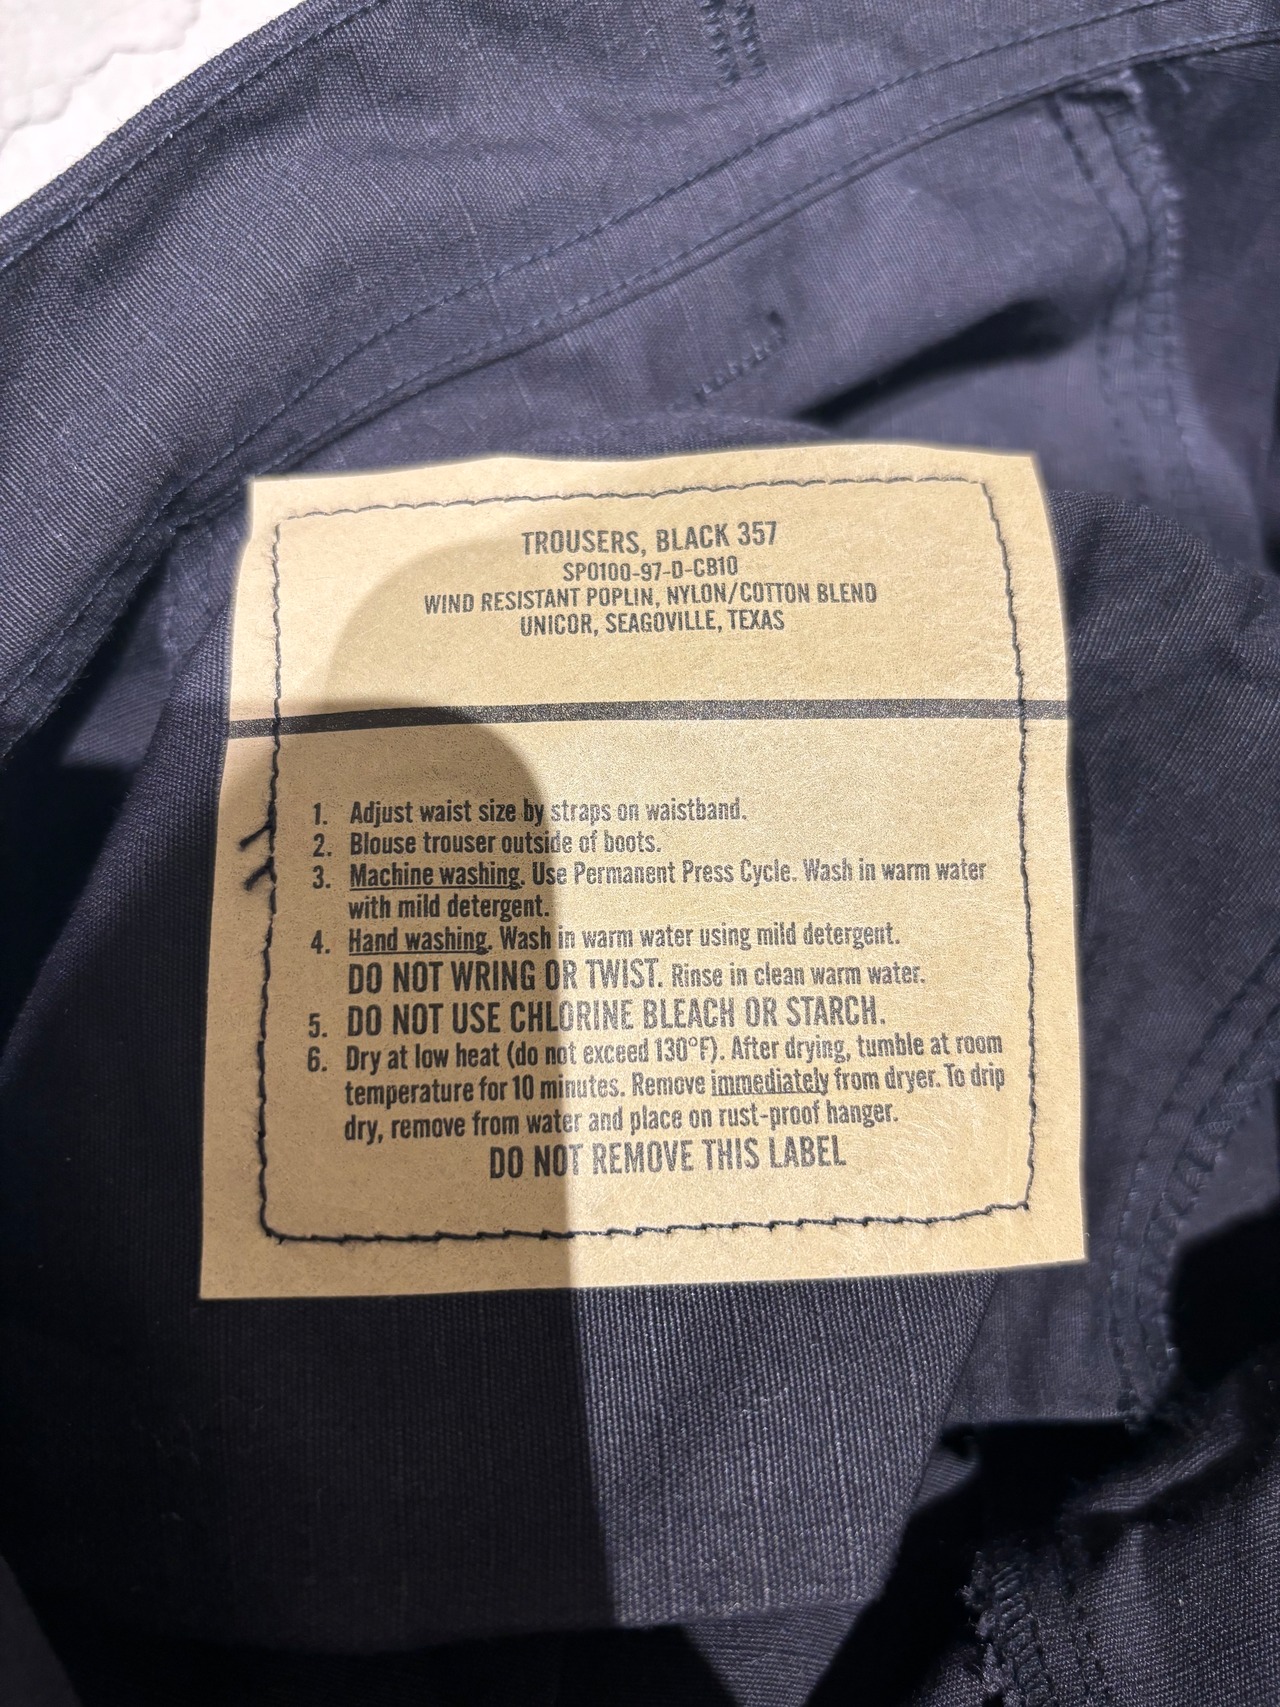 TROUSERS, BLACK 357
SPO100-97-D-CB10
WIND RESISTANT POPLIN, NYLON/COTTON BLEND
UNICOR, SEAGOVILLE, TEXAS
1. Adjust waist size by straps on waistband.
2. Blouse trouser outside of boots.
3. Machine washing. Use Permanent Press Cycle. Wash in warm water
with mild detergent.
4. Hand washing. Wash in warm water using mild detergent.
DO NOT WRING OR TWIST. Rinse in clean warm water.
5. DO NOT USE CHLORINE BLEACH OR STARCH.
6. Dry at low heat (do not exceed 130°F). After drying, tumble at room
temperature for 10 minutes. Remove immediately from dryer. To drip
dry, remove from water and place on rust-proof hanger.
DO NOT REMOVE THIS LABEL